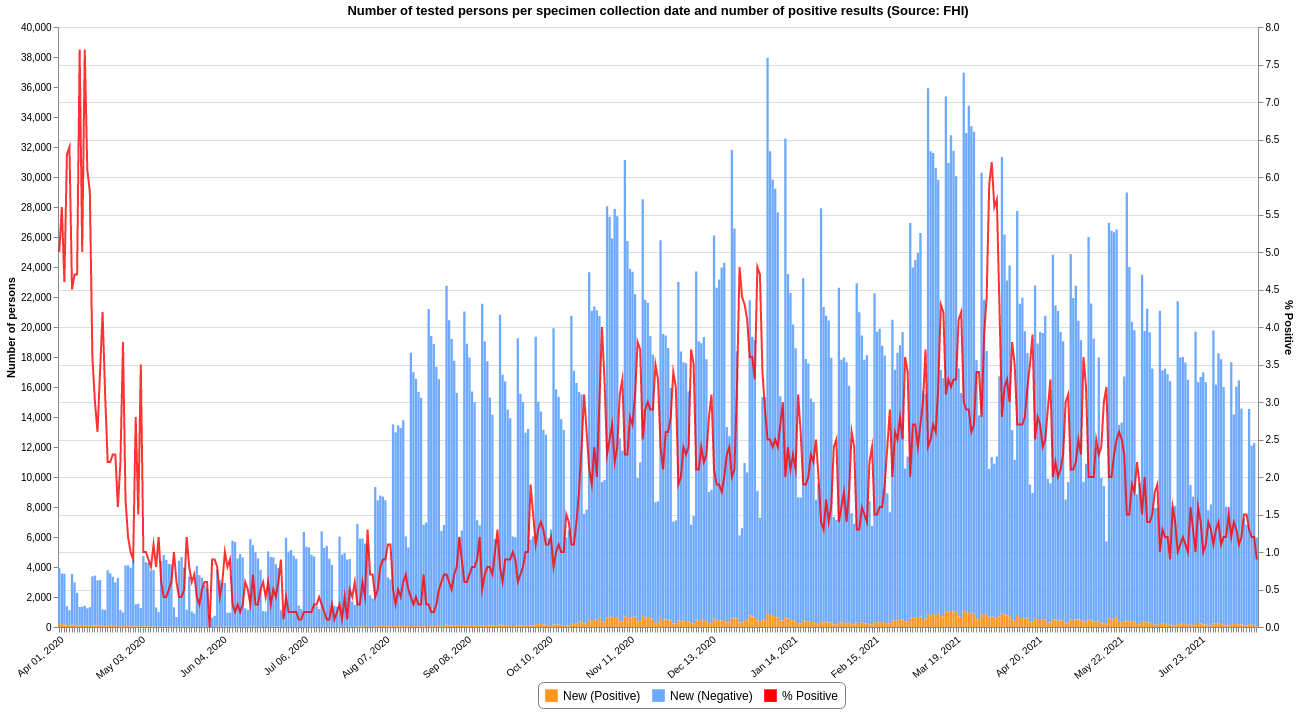 Number of tested persons per specimen collection date and number of positive results (Source: FHI)
40,000
38,000
36,000
34,000
32,000
30,000
28,000
26,000
24,000
22,000
20,000
18,000
16,000
14,000
12,000
10,000
8,000
6,000
4,000
2,000
0
Number of persons
8.0
7.5
7.0
6.5
6.0
5.5
5.0
4.5
4.0
3.5
3.0
2.5
2.0
1.5
1.0
0.5
0.0
% Positive
Apr 01, 2020
May 03, 2020
Jun 04, 2020
Jul 06, 2020
Aug 07, 2020
Sep 08, 2020
Oct 10, 2020
Nov 11, 2020
Dec 13, 2020
Jan 14, 2021
Feb 15, 2021
Mar 19, 2021
Apr 20, 2021
May 22, 2021
Jun 23, 2021
New (Positive)
New (Negative)
% Positive